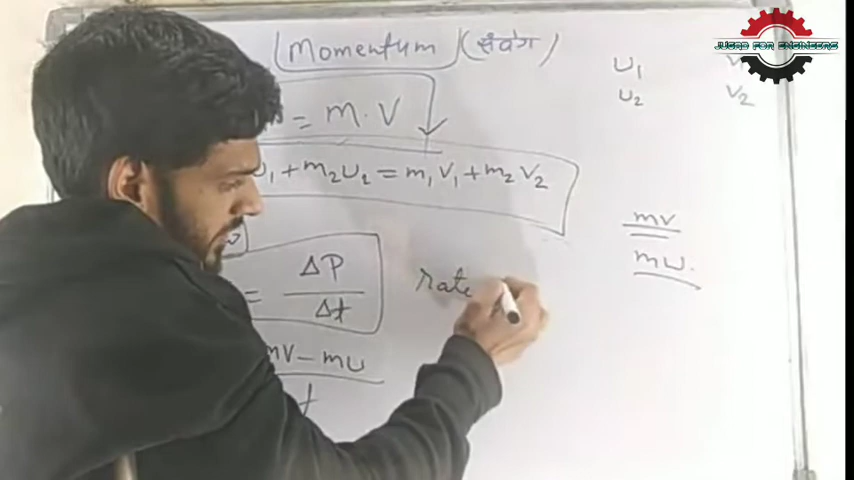 Momentum (संवेग)
= m.V
U₁ + m₂U₂ = m₁V₁ + m₂V₂
= ΔP / Δt
rate
mV - mU
t
U₁
U₂ V₂
mv
mu.
JUGAD FOR ENGINEERS